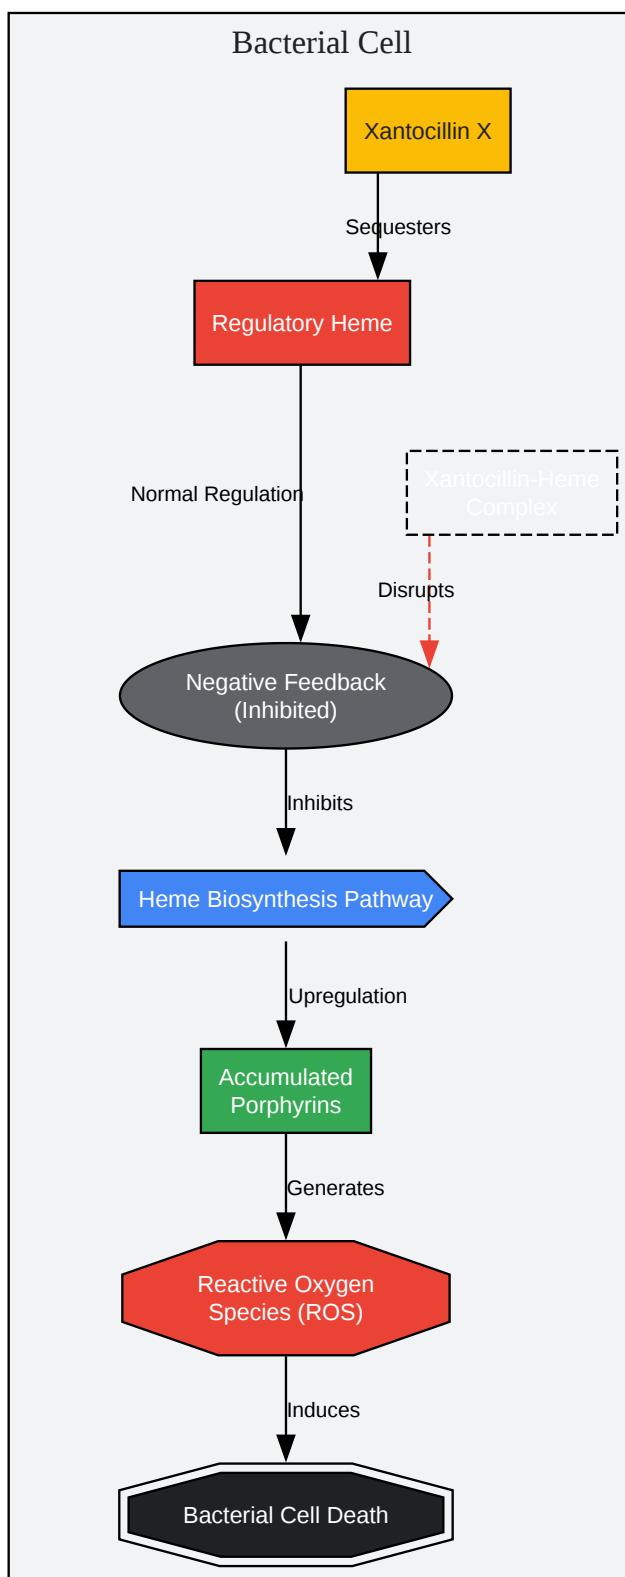 Bacterial Cell
Xantocillin X
Sequesters
Regulatory Heme
Normal Regulation
Xantocillin-Heme
Complex
Disrupts
Negative Feedback
(Inhibited)
Inhibits
Heme Biosynthesis Pathway
Upregulation
Accumulated
Porphyrins
Generates
Reactive Oxygen
Species (ROS)
Induces
Bacterial Cell Death